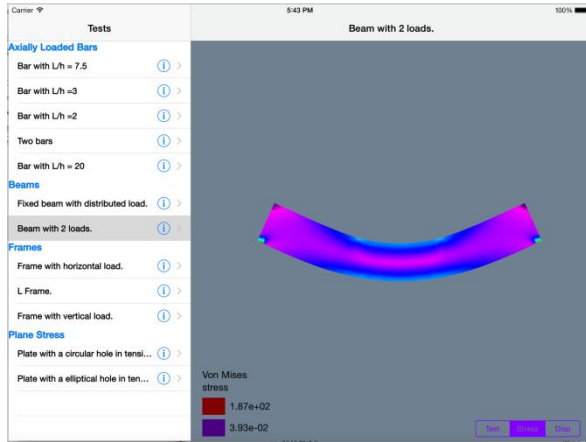 Carrier 5:43 PM 100%
Tests
Beam with 2 loads.
Axially Loaded Bars
Bar with L/h = 7.5
Bar with L/h =3
Bar with L/h =2
Two bars
Bar with L/h = 20
Beams
Fixed beam with distributed load.
Beam with 2 loads.
Frames
Frame with horizontal load.
L Frame.
Frame with vertical load.
Plane Stress
Plate with a circular hole in tensi...
Plate with a elliptical hole in ten...
Von Mises
stress
1.87e+02
3.93e-02
Test Stress Disp